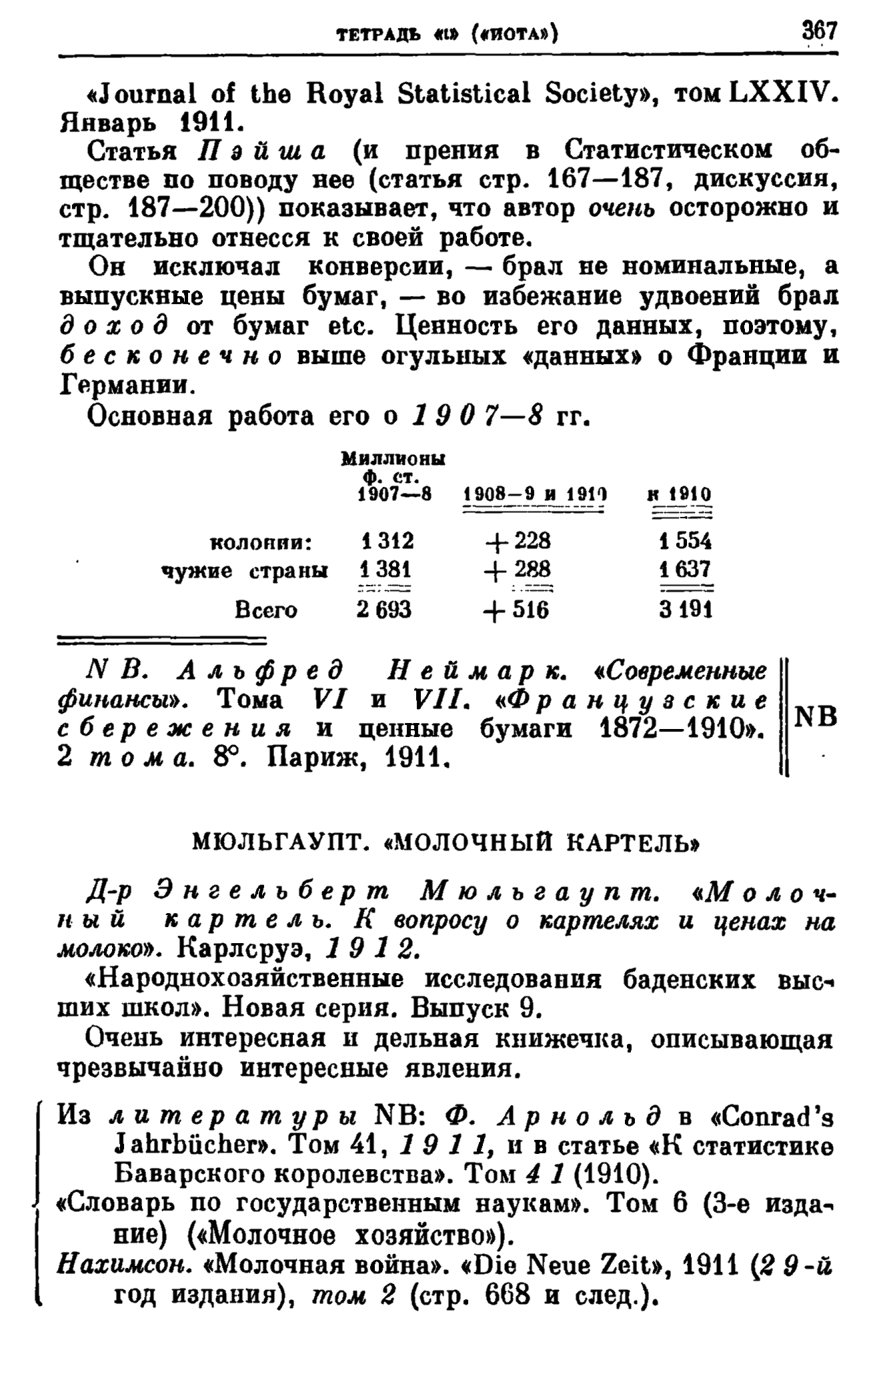 ТЕТРАДЬ «ι» («ИОТА»)
367
«Journal of the Royal Statistical Society», том LXXIV.
Январь 1911.
Статья Пэйша (и прения в Статистическом об-
ществе по поводу нее (статья стр. 167—187, дискуссия,
стр. 187—200)) показывает, что автор очень осторожно и
тщательно отнесся к своей работе.
Он исключал конверсии, — брал не номинальные, а
выпускные цены бумаг, — во избежание удвоений брал
доход от бумаг etc. Ценность его данных, поэтому,
бесконечно выше огульных «данных» о Франции и
Германии.
Основная работа его о 1907—8 гг.
Миллионы
Ф. ст.
1907—8 1908—9 и 1910 к 1910
колонии: 1 312 +228 1 554
чужие страны 1 381 +288 1 637
Всего 2 693 +516 3 191
NB. Альфред Неймарк. «Современные
финансы». Тома VI и VII. «Французские
сбережения и ценные бумаги 1872—1910».
2 тома. 8°. Париж, 1911.
NB
МЮЛЬГАУПТ. «МОЛОЧНЫЙ КАРТЕЛЬ»
Д-р Энгельберт Мюльгаупт. «Молоч-
ный картель. К вопросу о картелях и ценах на
молоко». Карлсруэ, 1912.
«Народнохозяйственные исследования баденских выс-
ших школ». Новая серия. Выпуск 9.
Очень интересная и дельная книжечка, описывающая
чрезвычайно интересные явления.
Из литературы NB: Ф. Арнольд в «Conrad's
Jahrbücher». Том 41, 1911, и в статье «К статистике
Баварского королевства». Том 41 (1910).
«Словарь по государственным наукам». Том 6 (3-е изда-
ние) («Молочное хозяйство»).
Нахимсон. «Молочная война». «Die Neue Zeit», 1911 (29-й
год издания), том 2 (стр. 668 и след.).